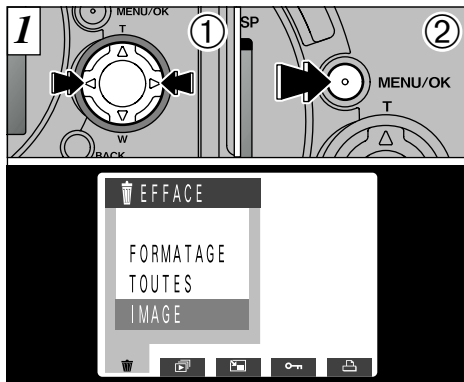 1
MENU/OK
T
W
BACK
①
SP
②
MENU/OK
T
EFFACE
FORMATAGE
TOUTES
IMAGE